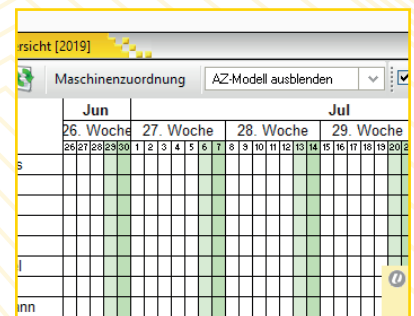 rsicht [2019]
Maschinenzuordnung AZ-Modell ausblenden
Jun Jul
26. Woche 27. Woche 28. Woche 29. Woche
26 27 28 29 30 1 2 3 4 5 6 7 8 9 10 11 12 13 14 15 16 17 18 19 20 2
s
l
nn